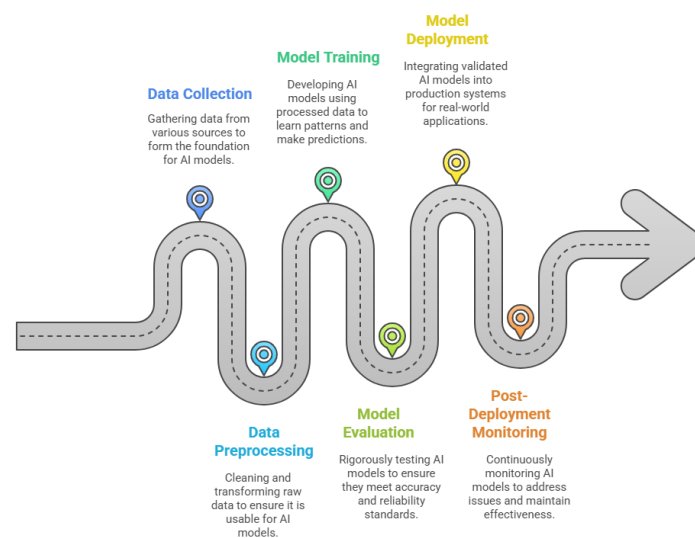 Data Collection
Gathering data from
various sources to
form the foundation
for AI models.
Data
Preprocessing
Cleaning and
transforming raw
data to ensure it is
usable for AI
models.
Model Training
Developing AI
models using
processed data to
learn patterns and
make predictions.
Model
Evaluation
Rigorously testing AI
models to ensure
they meet accuracy
and reliability
standards.
Model
Deployment
Integrating validated
AI models into
production systems
for real-world
applications.
Post-
Deployment
Monitoring
Continuously
monitoring AI
models to address
issues and maintain
effectiveness.